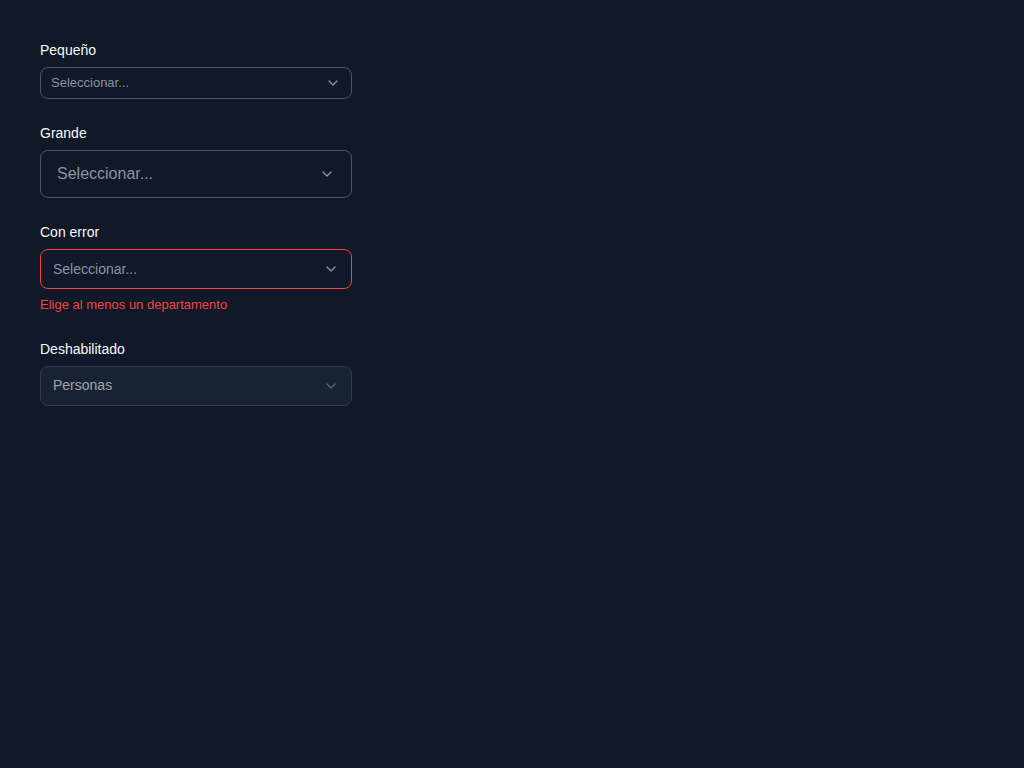 Pequeño
Seleccionar...
Grande
Seleccionar...
Con error
Seleccionar...
Elige al menos un departamento
Deshabilitado
Personas